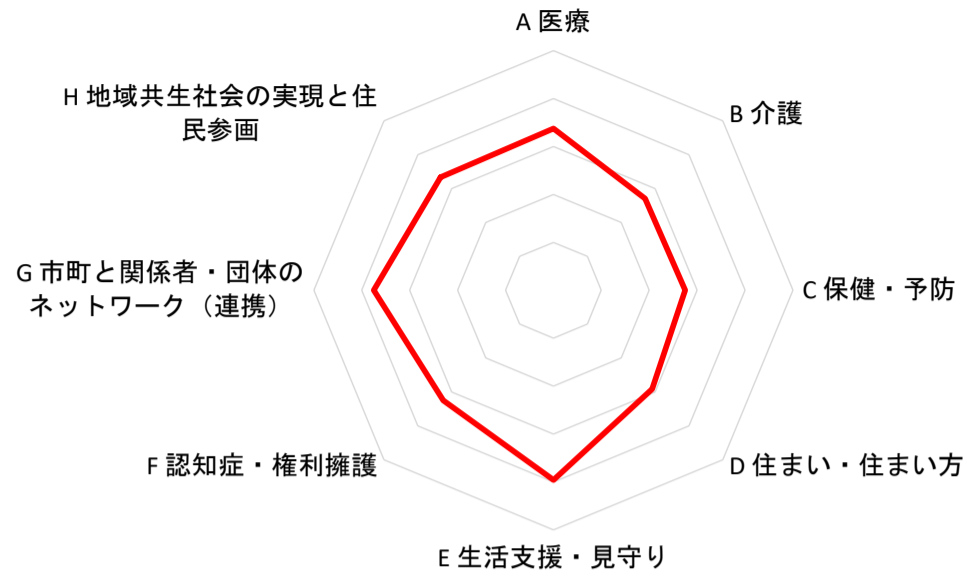 A 医療
B 介護
C 保健・予防
D 住まい・住まい方
E 生活支援・見守り
F 認知症・権利擁護
G 市町と関係者・団体の
ネットワーク（連携）
H 地域共生社会の実現と住
民参画